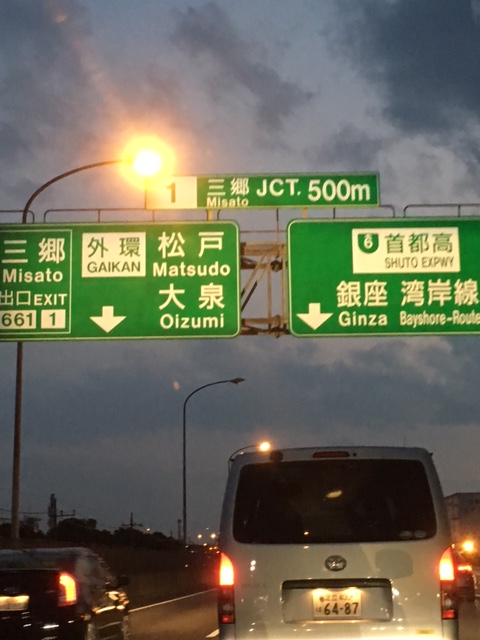 1 三郷 JCT. 500m
Misato
三郷
Misato
出口 EXIT
661 1
外環
GAIKAN
松戸
Matsudo
大泉
Oizumi
6 首都高
SHUTO EXPWY
銀座 湾岸線
Ginza Bayshore-Route
64-87